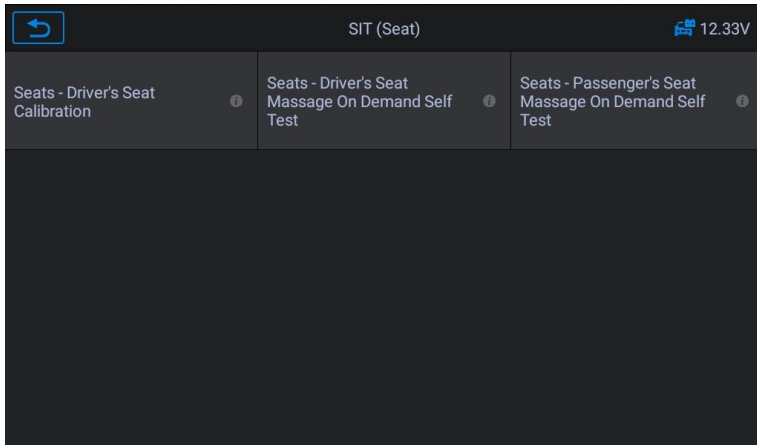 SIT (Seat)
12.33V
Seats - Driver's Seat
Calibration
Seats - Driver's Seat
Massage On Demand Self
Test
Seats - Passenger's Seat
Massage On Demand Self
Test